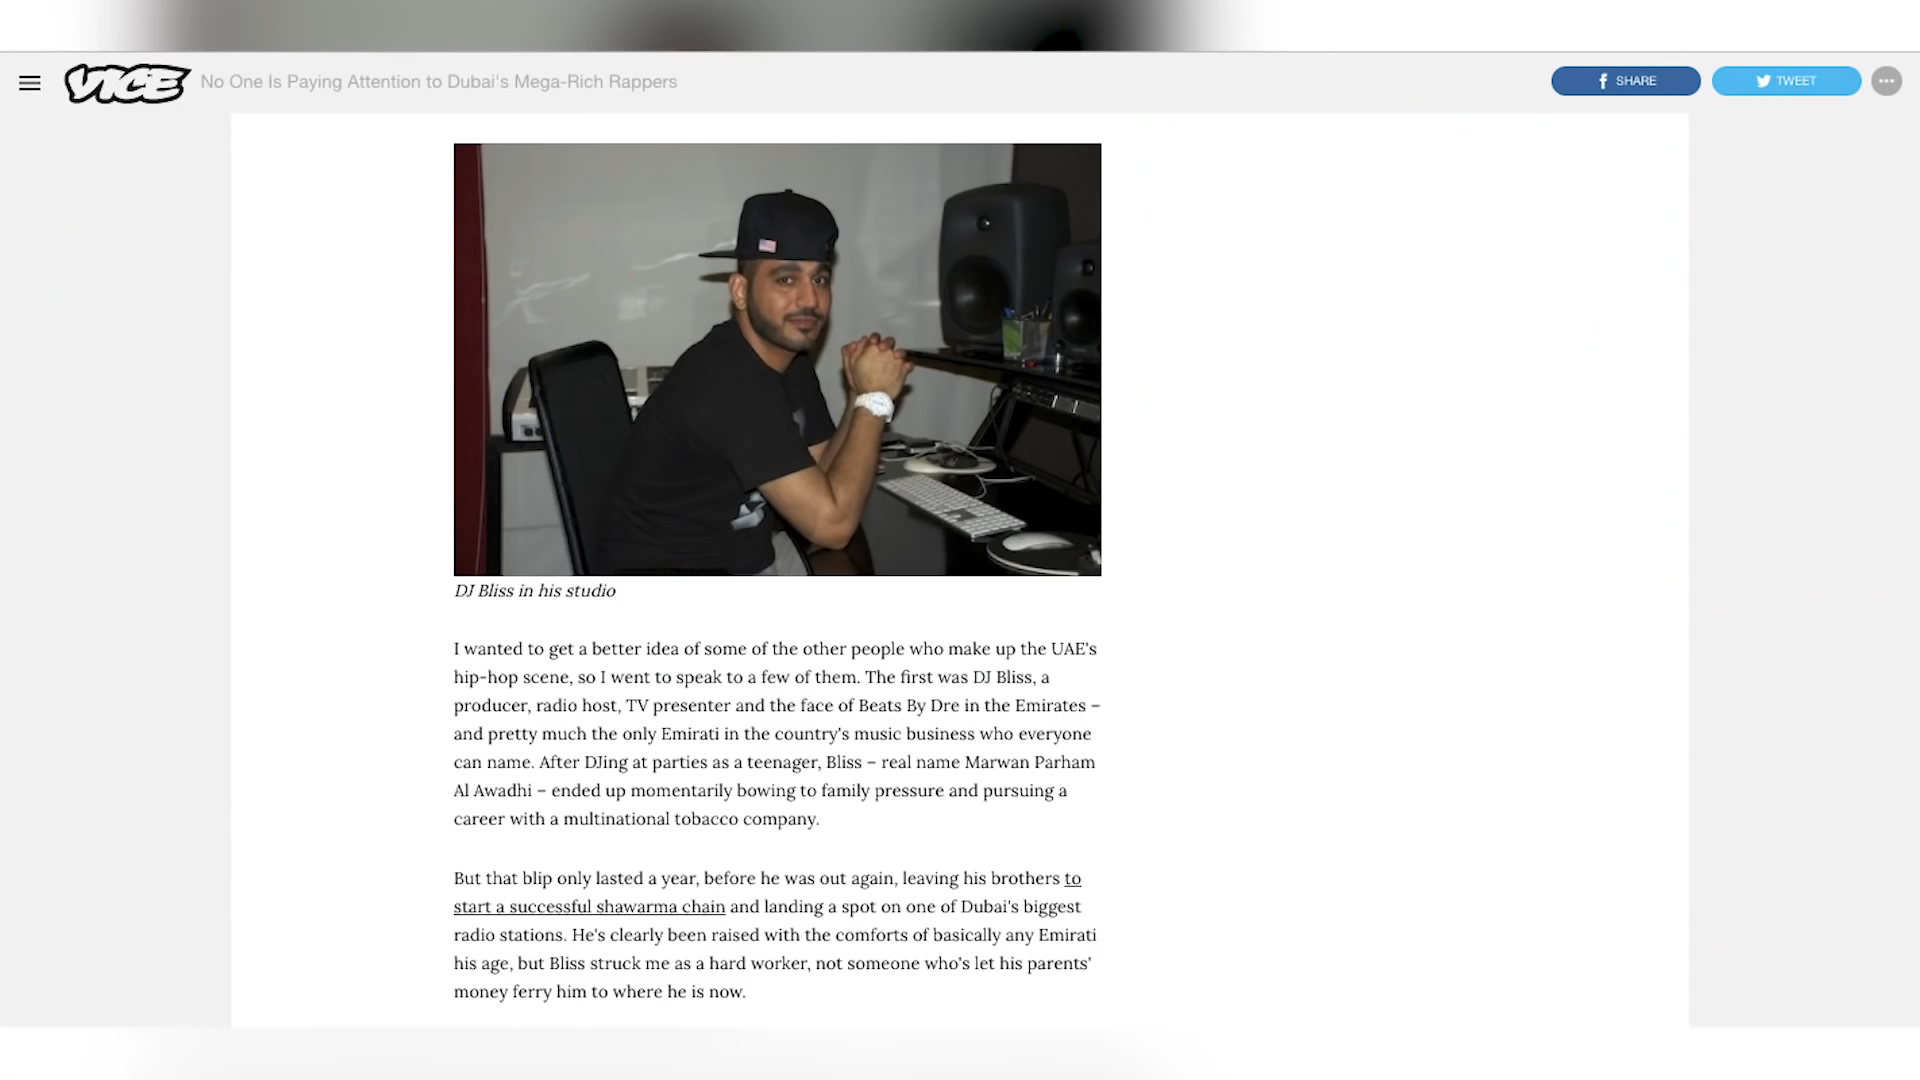 VICE No One Is Paying Attention to Dubai's Mega-Rich Rappers SHARE TWEET
DJ Bliss in his studio
I wanted to get a better idea of some of the other people who make up the UAE's
hip-hop scene, so I went to speak to a few of them. The first was DJ Bliss, a
producer, radio host, TV presenter and the face of Beats By Dre in the Emirates –
and pretty much the only Emirati in the country's music business who everyone
can name. After DJing at parties as a teenager, Bliss – real name Marwan Parham
Al Awadhi – ended up momentarily bowing to family pressure and pursuing a
career with a multinational tobacco company.
But that blip only lasted a year, before he was out again, leaving his brothers to
start a successful shawarma chain and landing a spot on one of Dubai's biggest
radio stations. He's clearly been raised with the comforts of basically any Emirati
his age, but Bliss struck me as a hard worker, not someone who's let his parents'
money ferry him to where he is now.